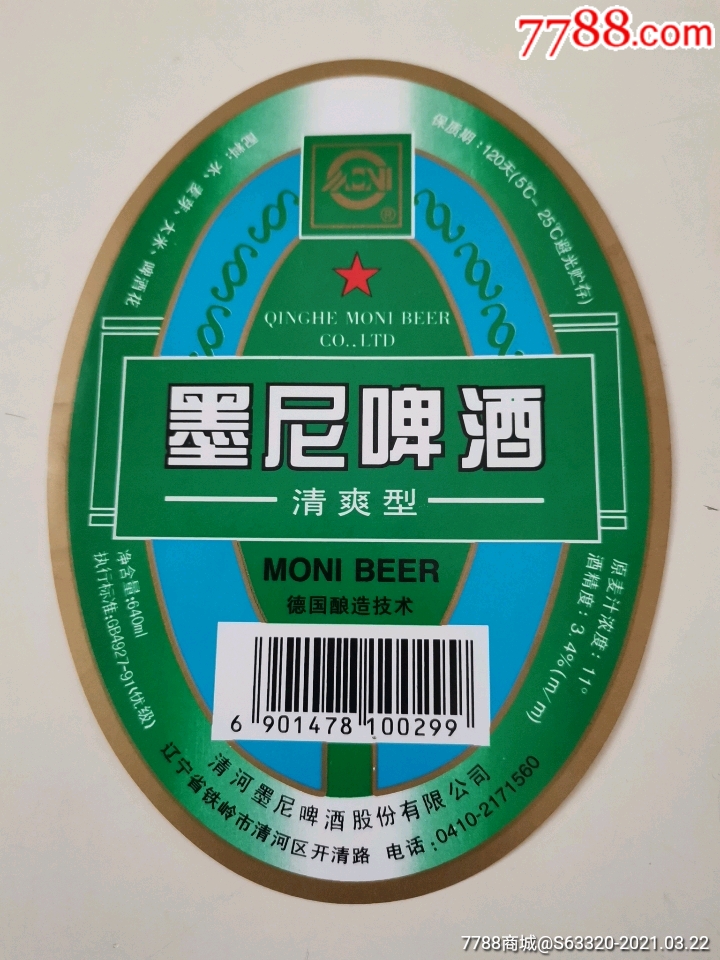 7788.com
MONI
®
配料:水、麦芽、大米、啤酒花
保质期:120天(5℃-25℃避光贮存)
QINGHE MONI BEER
CO.,LTD
墨尼啤酒
清爽型
MONI BEER
德国酿造技术
净含量:640ml
执行标准:GB4927-91(优级)
原麦汁浓度:11°
酒精度:3.4%(m/m)
6 901478 100299
清河墨尼啤酒股份有限公司
辽宁省铁岭市清河区开清路 电话:0410-2171560
7788商城@S63320-2021.03.22